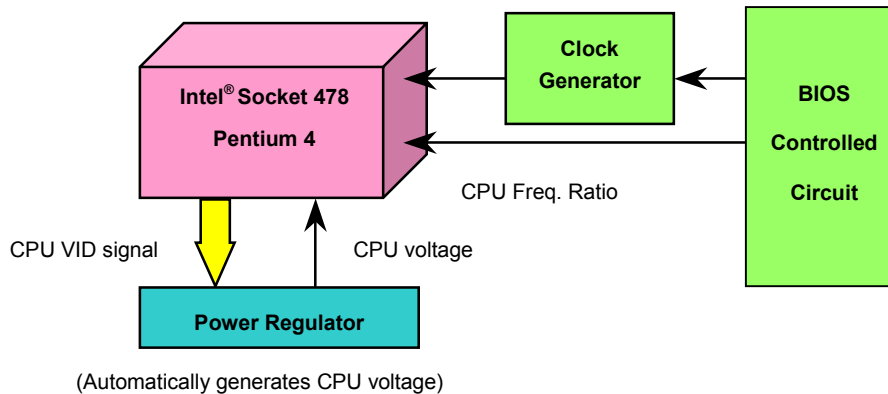 Intel® Socket 478
Pentium 4
Clock
Generator
BIOS
Controlled
Circuit
CPU Freq. Ratio
CPU VID signal
CPU voltage
Power Regulator
(Automatically generates CPU voltage)